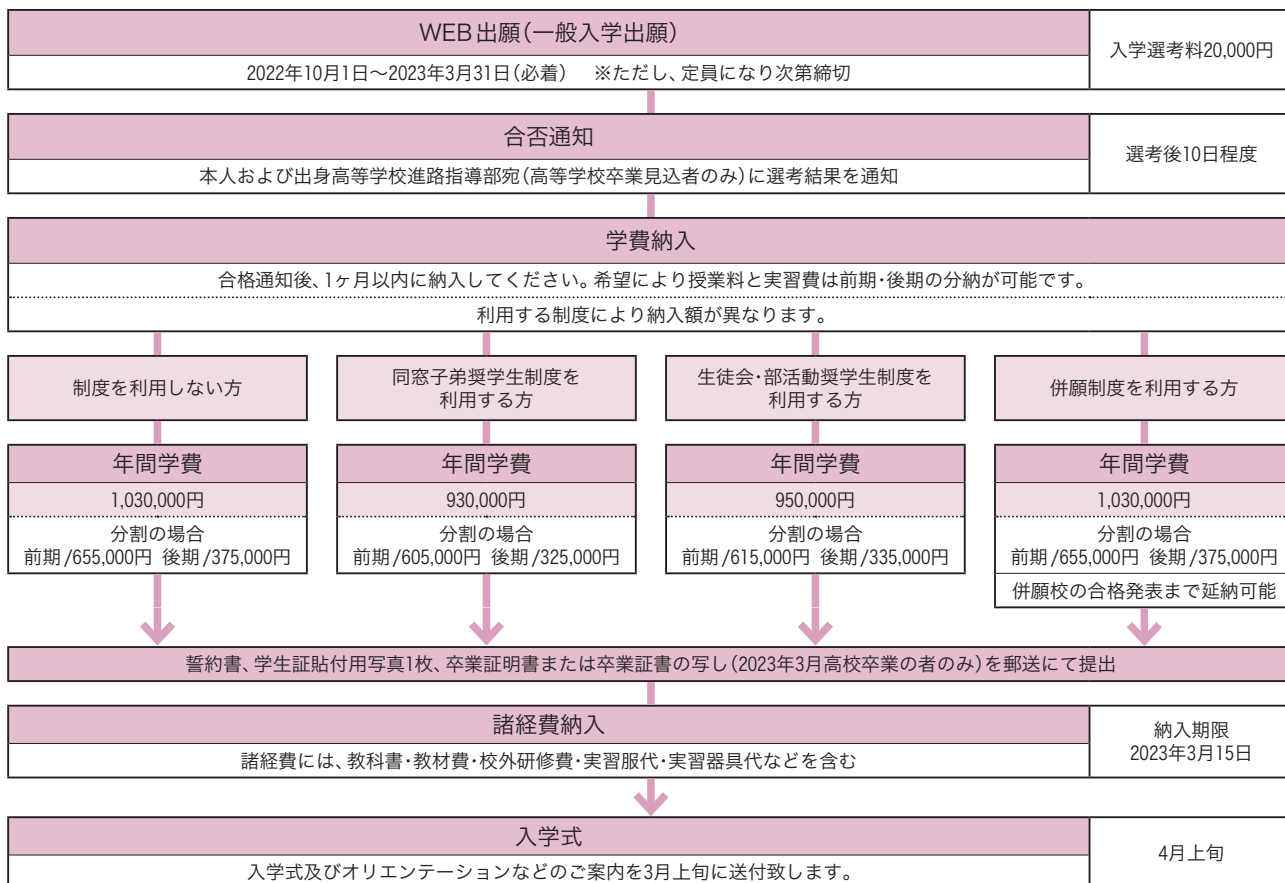 WEB出願（一般入学出願）
2022年10月1日〜2023年3月31日（必着）　※ただし、定員になり次第締切
入学選考料20,000円
合否通知
本人および出身高等学校進路指導部宛（高等学校卒業見込者のみ）に選考結果を通知
選考後10日程度
学費納入
合格通知後、1ヶ月以内に納入してください。希望により授業料と実習費は前期・後期の分納が可能です。
利用する制度により納入額が異なります。
制度を利用しない方
年間学費
1,030,000円
分割の場合
前期/655,000円 後期/375,000円
同窓子弟奨学生制度を
利用する方
年間学費
930,000円
分割の場合
前期/605,000円 後期/325,000円
生徒会・部活動奨学生制度を
利用する方
年間学費
950,000円
分割の場合
前期/615,000円 後期/335,000円
併願制度を利用する方
年間学費
1,030,000円
分割の場合
前期/655,000円 後期/375,000円
併願校の合格発表まで延納可能
誓約書、学生証貼付用写真1枚、卒業証明書または卒業証書の写し（2023年3月高校卒業の者のみ）を郵送にて提出
諸経費納入
諸経費には、教科書・教材費・校外研修費・実習服代・実習器具代などを含む
納入期限
2023年3月15日
入学式
入学式及びオリエンテーションなどのご案内を3月上旬に送付致します。
4月上旬